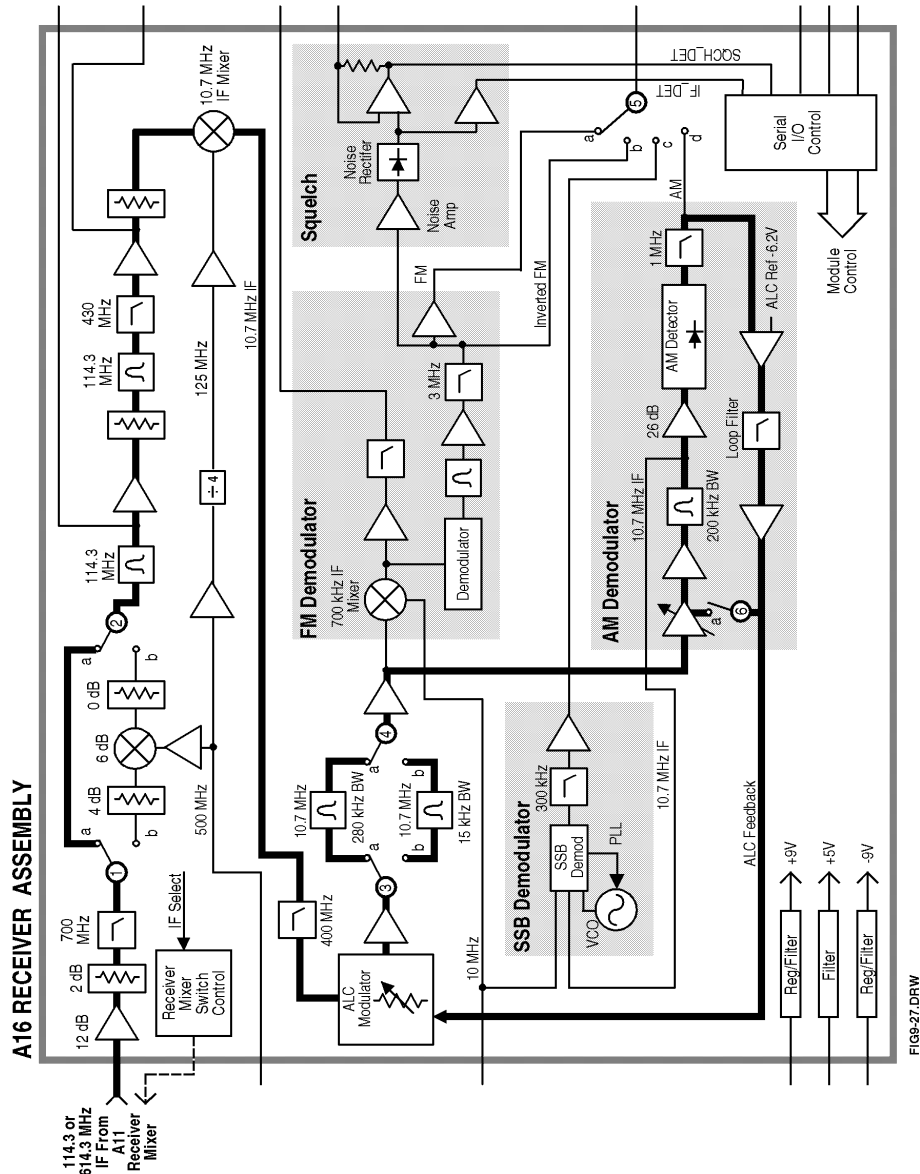 A16 RECEIVER ASSEMBLY
114.3 or
614.3 MHz
IF From
A11
Receiver
Mixer
12 dB
2 dB
700
MHz
1
a
b
4 dB
6 dB
0 dB
a
b
2
114.3
MHz
114.3
MHz
430
MHz
10.7 MHz
IF Mixer
Receiver
Mixer
Switch
Control
IF Select
500 MHz
÷ 4
125 MHz
10.7 MHz IF
400 MHz
ALC
Modulator
3
a
b
10.7 MHz
280 kHz BW
10.7 MHz
15 kHz BW
a
b
4
10 MHz
FM Demodulator
700 kHz IF
Mixer
Demodulator
3 MHz
FM
Inverted FM
Squelch
Noise
Amp
Noise
Rectifer
SQCH_DET
IF_DET
a
b
c
d
5
AM
SSB Demodulator
VCO
SSB
Demod
PLL
300 kHz
10.7 MHz IF
AM Demodulator
a
6
10.7 MHz IF
200 kHz BW
26 dB
AM Detector
1 MHz
ALC Ref -6.2V
Loop Filter
ALC Feedback
Serial
I/O
Control
Module
Control
Reg/Filter
+9V
Filter
+5V
Reg/Filter
-9V
FIG9-27.DRW